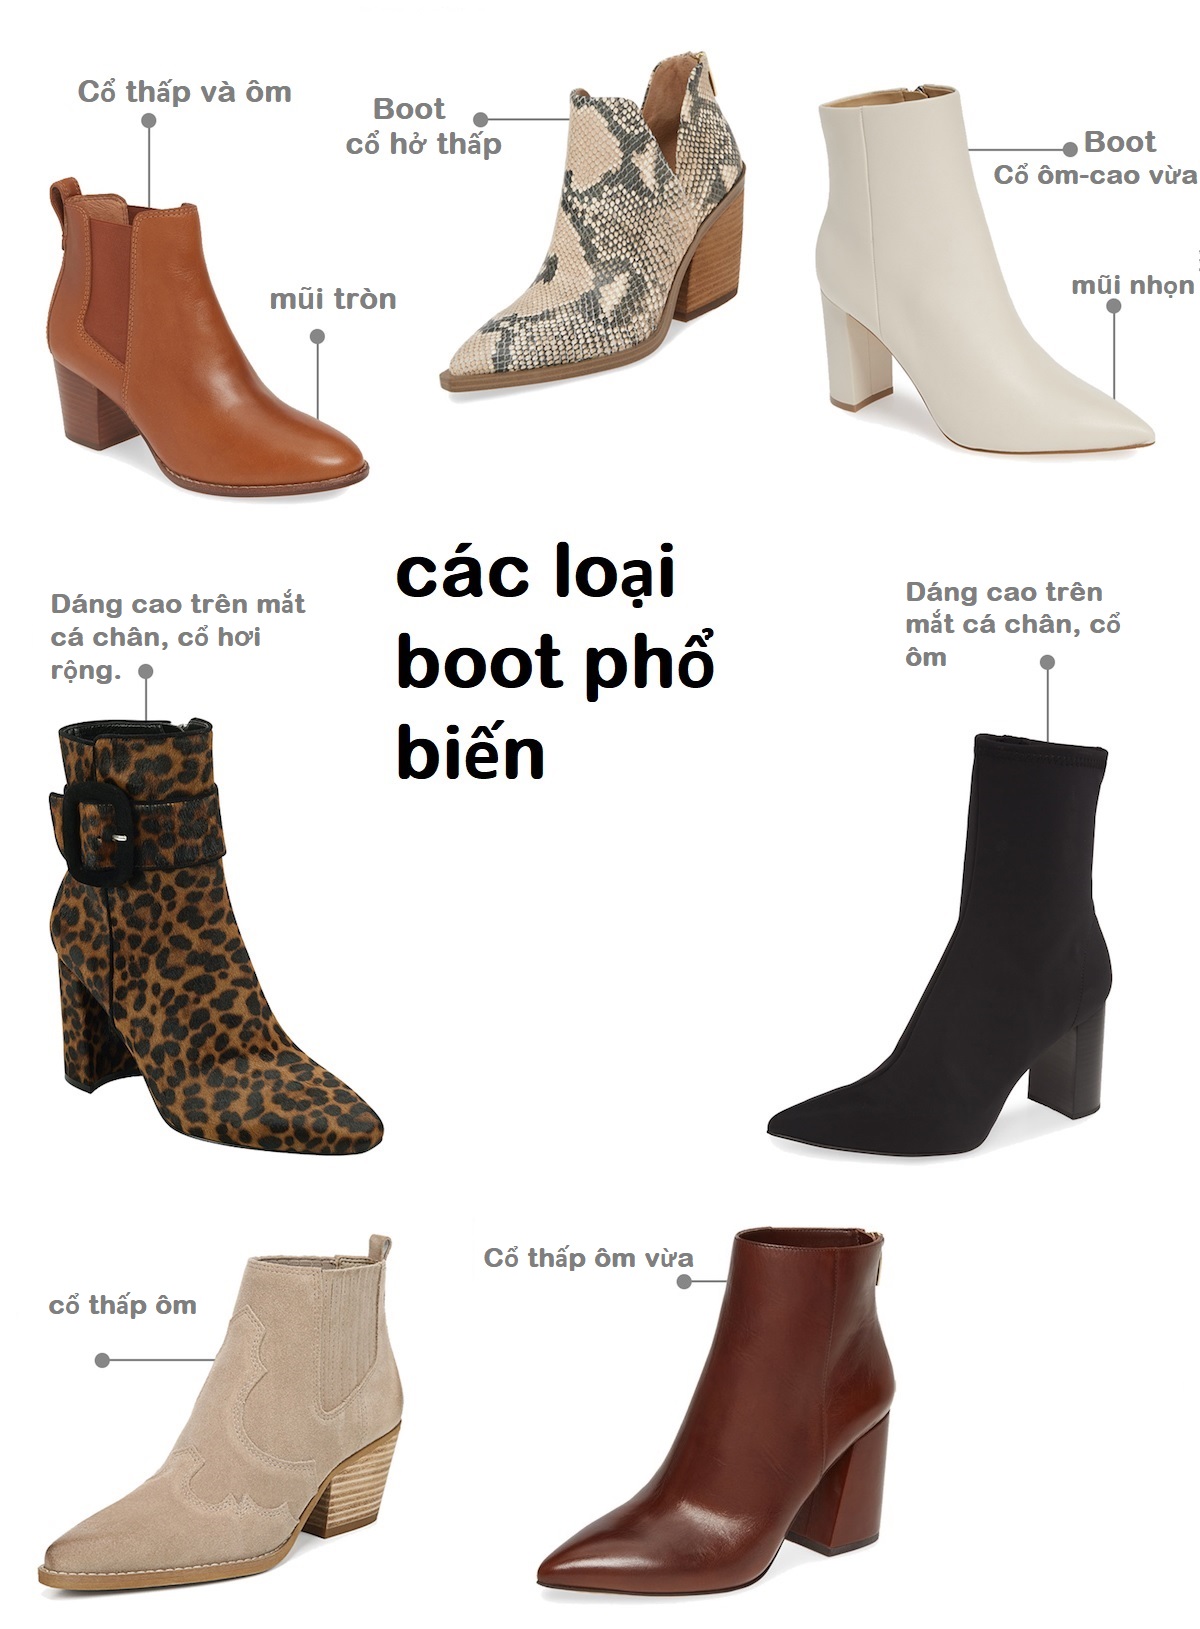 Cổ thấp và ôm
Boot
cổ hở thấp
Boot
Cổ ôm-cao vừa
mũi tròn
mũi nhọn
các loại
boot phổ
biến
Dáng cao trên mắt
cá chân, cổ hơi
rộng.
Dáng cao trên
mắt cá chân, cổ
ôm
cổ thấp ôm
Cổ thấp ôm vừa